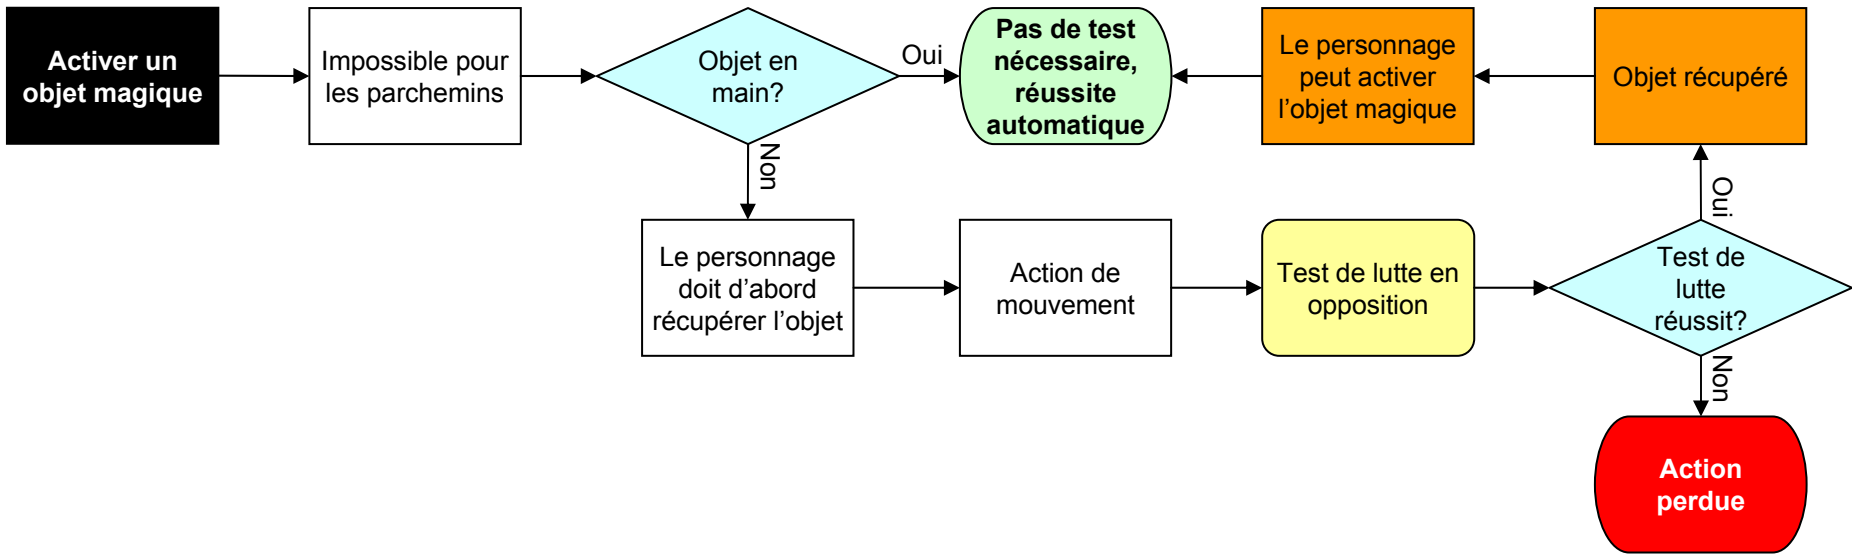 Activer un
objet magique
Impossible pour
les parchemins
Objet en
main?
Oui
Pas de test
nécessaire,
réussite
automatique
Le personnage
peut activer
l’objet magique
Objet récupéré
Non
Le personnage
doit d’abord
récupérer l’objet
Action de
mouvement
Test de lutte en
opposition
Test de
lutte
réussit?
Oui
Non
Action
perdue